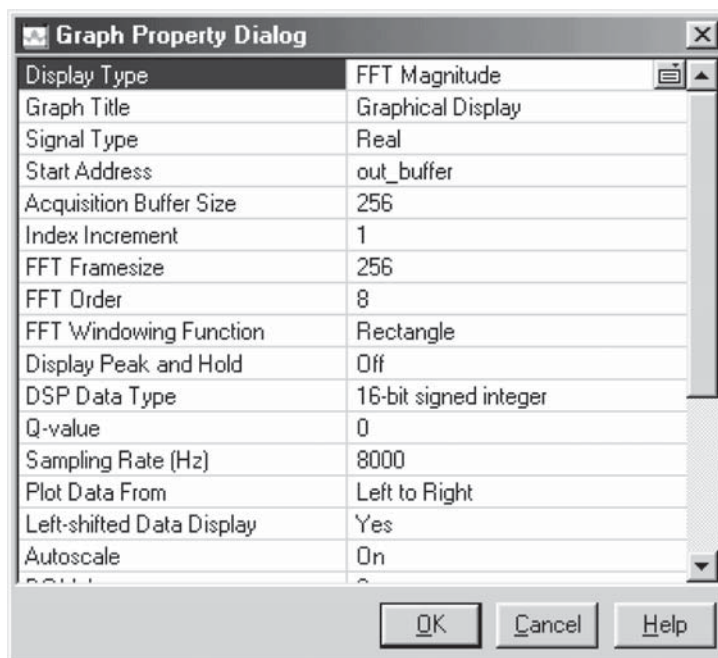 Graph Property Dialog
Display Type FFT Magnitude
Graph Title Graphical Display
Signal Type Real
Start Address out_buffer
Acquisition Buffer Size 256
Index Increment 1
FFT Framesize 256
FFT Order 8
FFT Windowing Function Rectangle
Display Peak and Hold Off
DSP Data Type 16-bit signed integer
Q-value 0
Sampling Rate (Hz) 8000
Plot Data From Left to Right
Left-shifted Data Display Yes
Autoscale On
OK Cancel Help